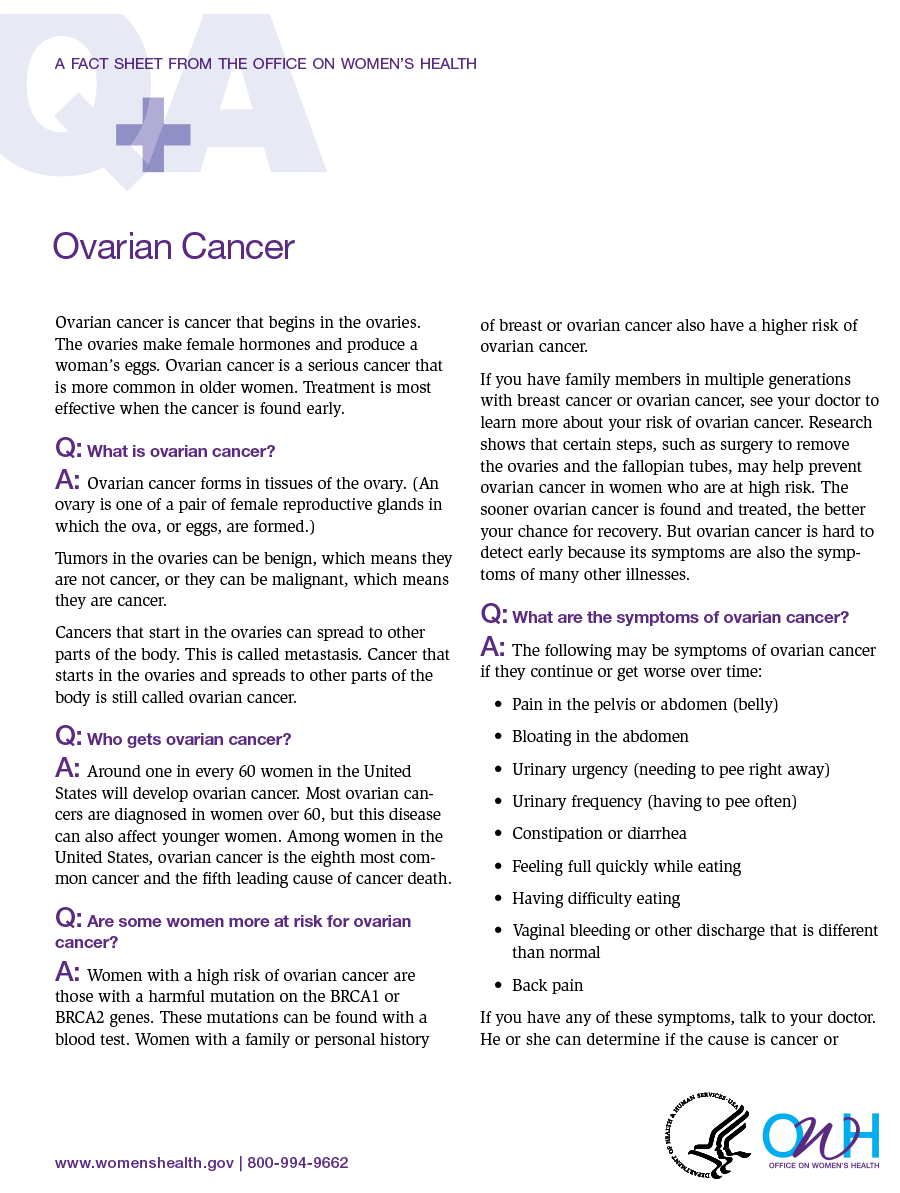 QA
A FACT SHEET FROM THE OFFICE ON WOMEN'S HEALTH
Ovarian Cancer
Ovarian cancer is cancer that begins in the ovaries.
The ovaries make female hormones and produce a
woman's eggs. Ovarian cancer is a serious cancer that
is more common in older women. Treatment is most
effective when the cancer is found early.
Q: What is ovarian cancer?
A: Ovarian cancer forms in tissues of the ovary. (An
ovary is one of a pair of female reproductive glands in
which the ova, or eggs, are formed.)
Tumors in the ovaries can be benign, which means they
are not cancer, or they can be malignant, which means
they are cancer.
Cancers that start in the ovaries can spread to other
parts of the body. This is called metastasis. Cancer that
starts in the ovaries and spreads to other parts of the
body is still called ovarian cancer.
Q: Who gets ovarian cancer?
A: Around one in every 60 women in the United
States will develop ovarian cancer. Most ovarian can-
cers are diagnosed in women over 60, but this disease
can also affect younger women. Among women in the
United States, ovarian cancer is the eighth most com-
mon cancer and the fifth leading cause of cancer death.
Q: Are some women more at risk for ovarian
cancer?
A: Women with a high risk of ovarian cancer are
those with a harmful mutation on the BRCA1 or
BRCA2 genes. These mutations can be found with a
blood test. Women with a family or personal history
of breast or ovarian cancer also have a higher risk of
ovarian cancer.
If you have family members in multiple generations
with breast cancer or ovarian cancer, see your doctor to
learn more about your risk of ovarian cancer. Research
shows that certain steps, such as surgery to remove
the ovaries and the fallopian tubes, may help prevent
ovarian cancer in women who are at high risk. The
sooner ovarian cancer is found and treated, the better
your chance for recovery. But ovarian cancer is hard to
detect early because its symptoms are also the symp-
toms of many other illnesses.
Q: What are the symptoms of ovarian cancer?
A: The following may be symptoms of ovarian cancer
if they continue or get worse over time:
• Pain in the pelvis or abdomen (belly)
• Bloating in the abdomen
• Urinary urgency (needing to pee right away)
• Urinary frequency (having to pee often)
• Constipation or diarrhea
• Feeling full quickly while eating
• Having difficulty eating
• Vaginal bleeding or other discharge that is different
than normal
• Back pain
If you have any of these symptoms, talk to your doctor.
He or she can determine if the cause is cancer or
www.womenshealth.gov | 800-994-9662
DEPARTMENT OF HEALTH & HUMAN SERVICES • USA
OWH
OFFICE ON WOMEN'S HEALTH